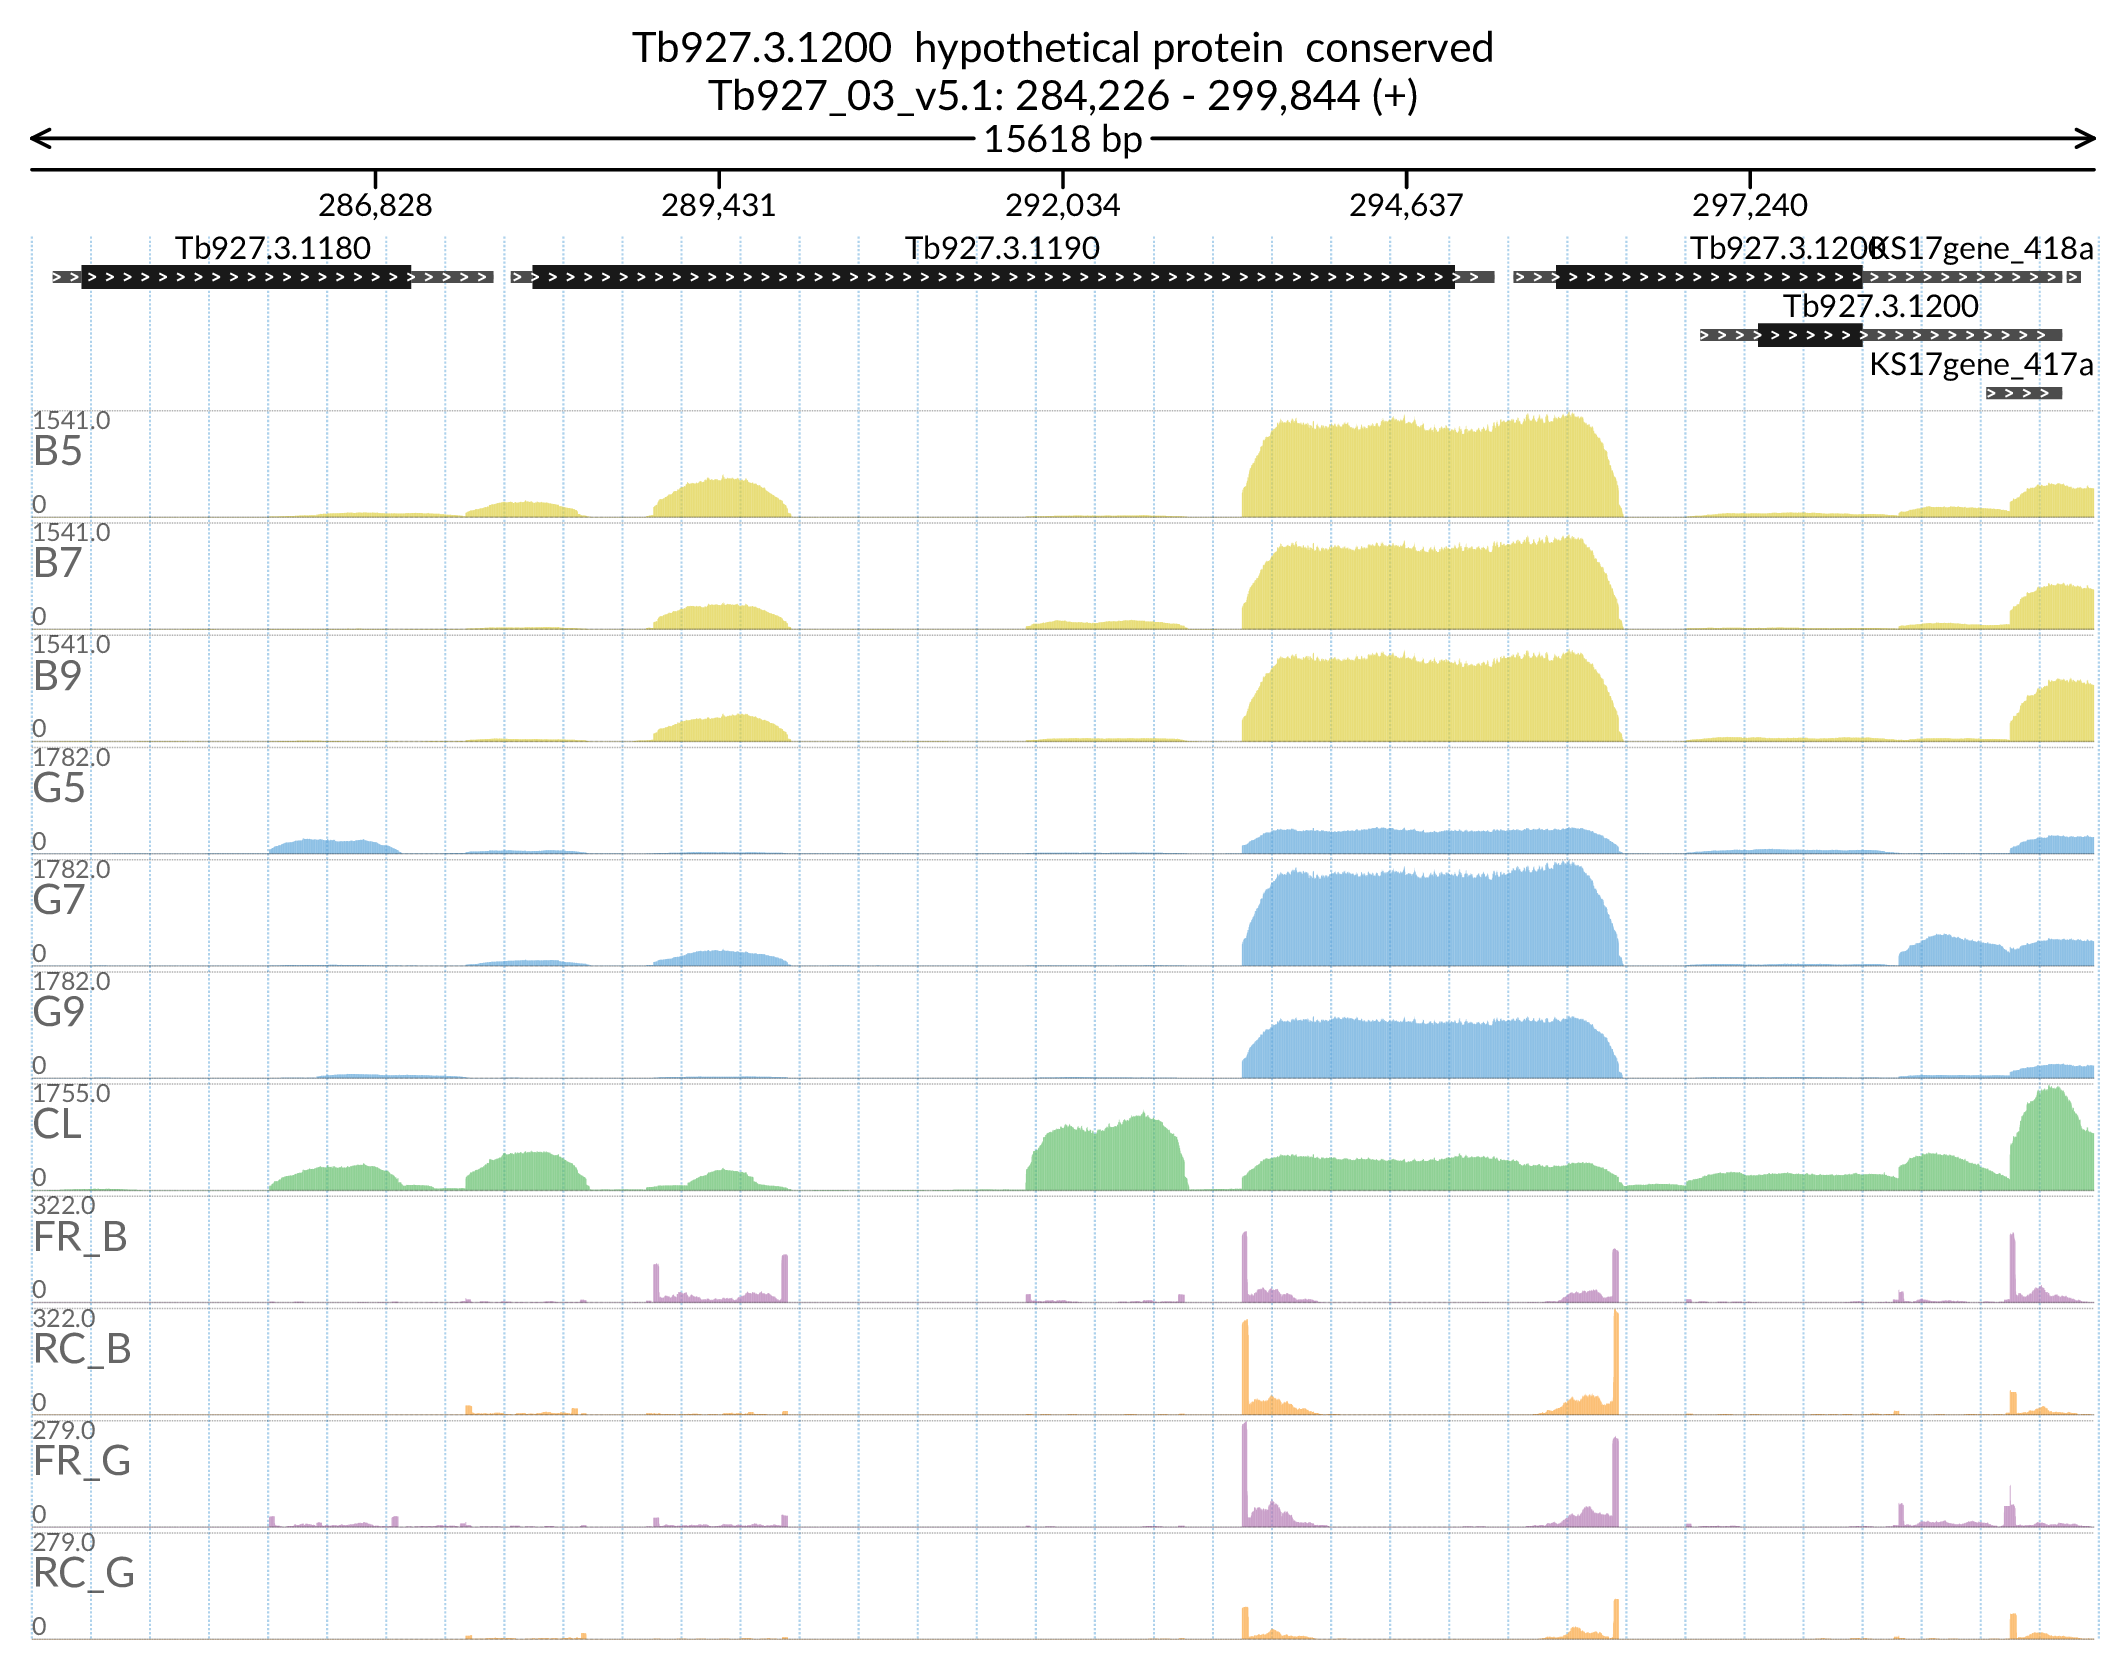 Tb927.3.1200 hypothetical protein conserved
Tb927_03_v5.1: 284,226 - 299,844 (+)
15618 bp
286,828 289,431 292,034 294,637 297,240
Tb927.3.1180 Tb927.3.1190 Tb927.3.1200 KS17gene_418a
Tb927.3.1200
KS17gene_417a
1541.0
B5
0
1541.0
B7
0
1541.0
B9
0
1782.0
G5
0
1782.0
G7
0
1782.0
G9
0
1755.0
CL
0
322.0
FR_B
0
322.0
RC_B
0
279.0
FR_G
0
279.0
RC_G
0